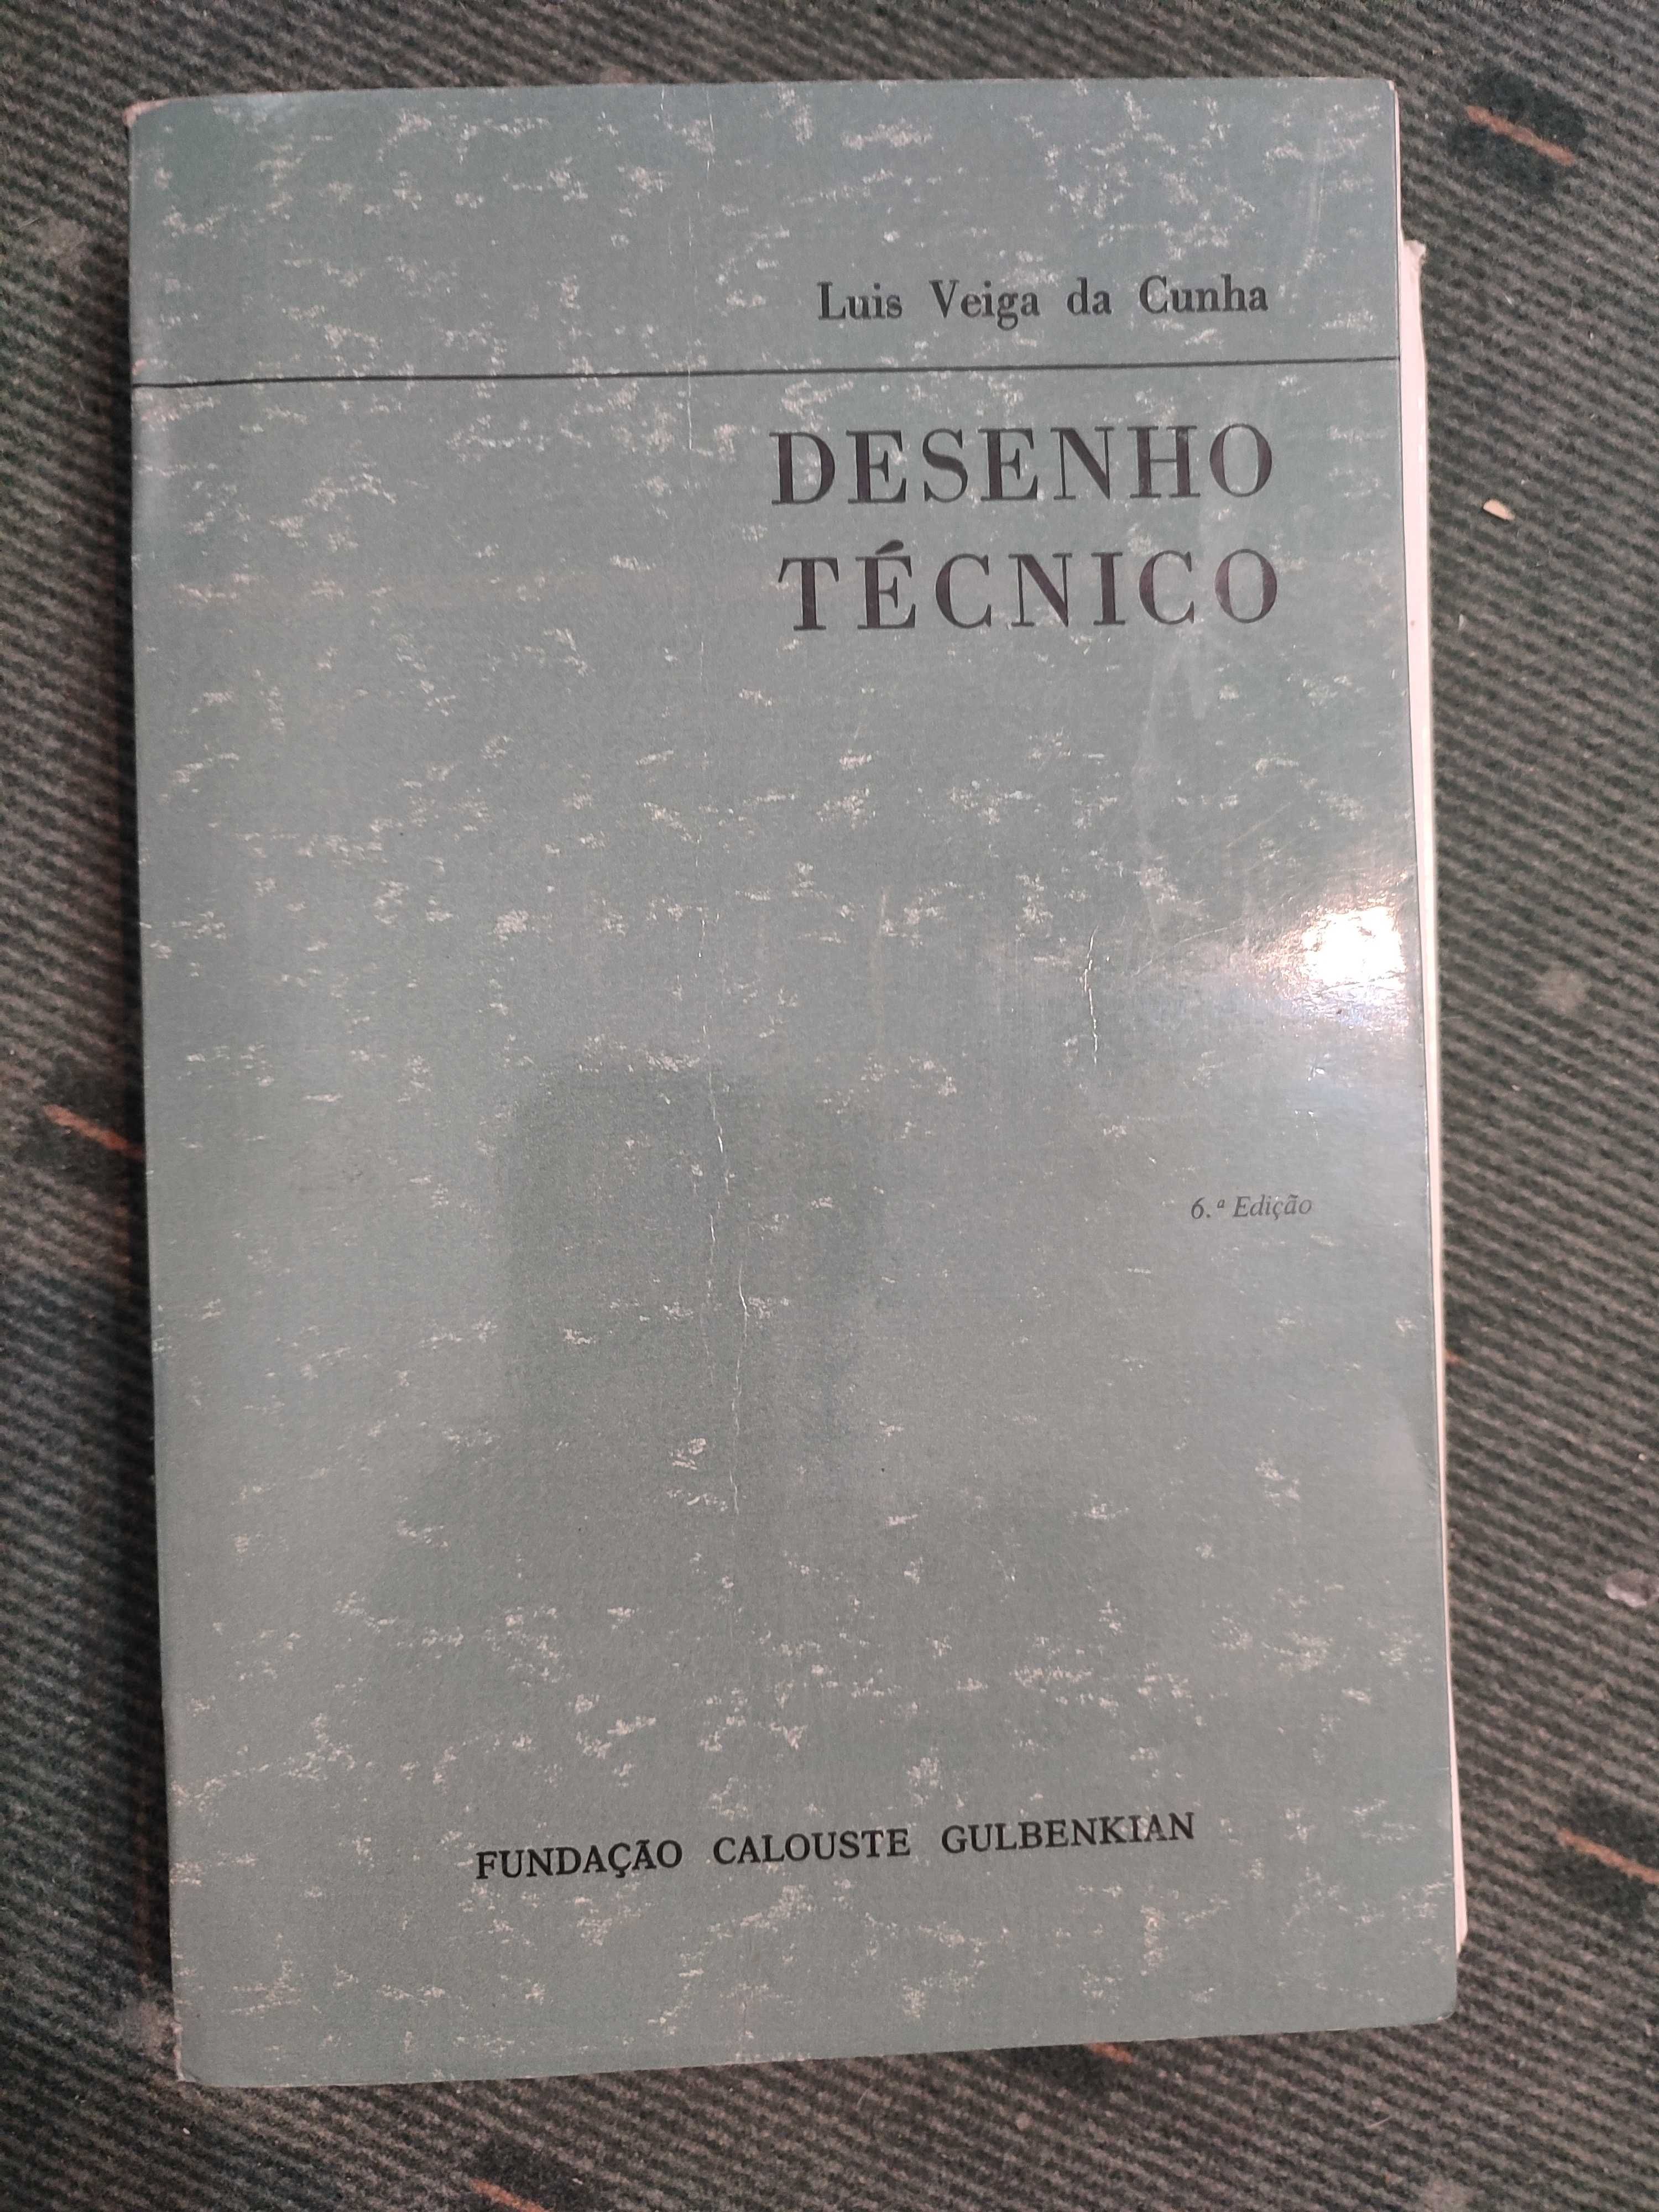 Luis Veiga da Cunha
DESENHO
TÉCNICO
6.ª Edição
FUNDAÇÃO CALOUSTE GULBENKIAN